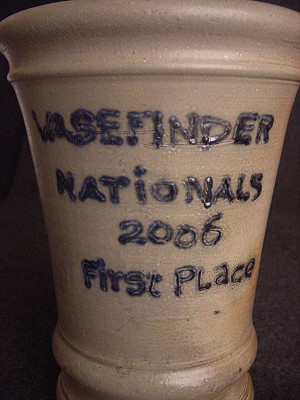 VASEFINDER
NATiONALS
2006
First PLace